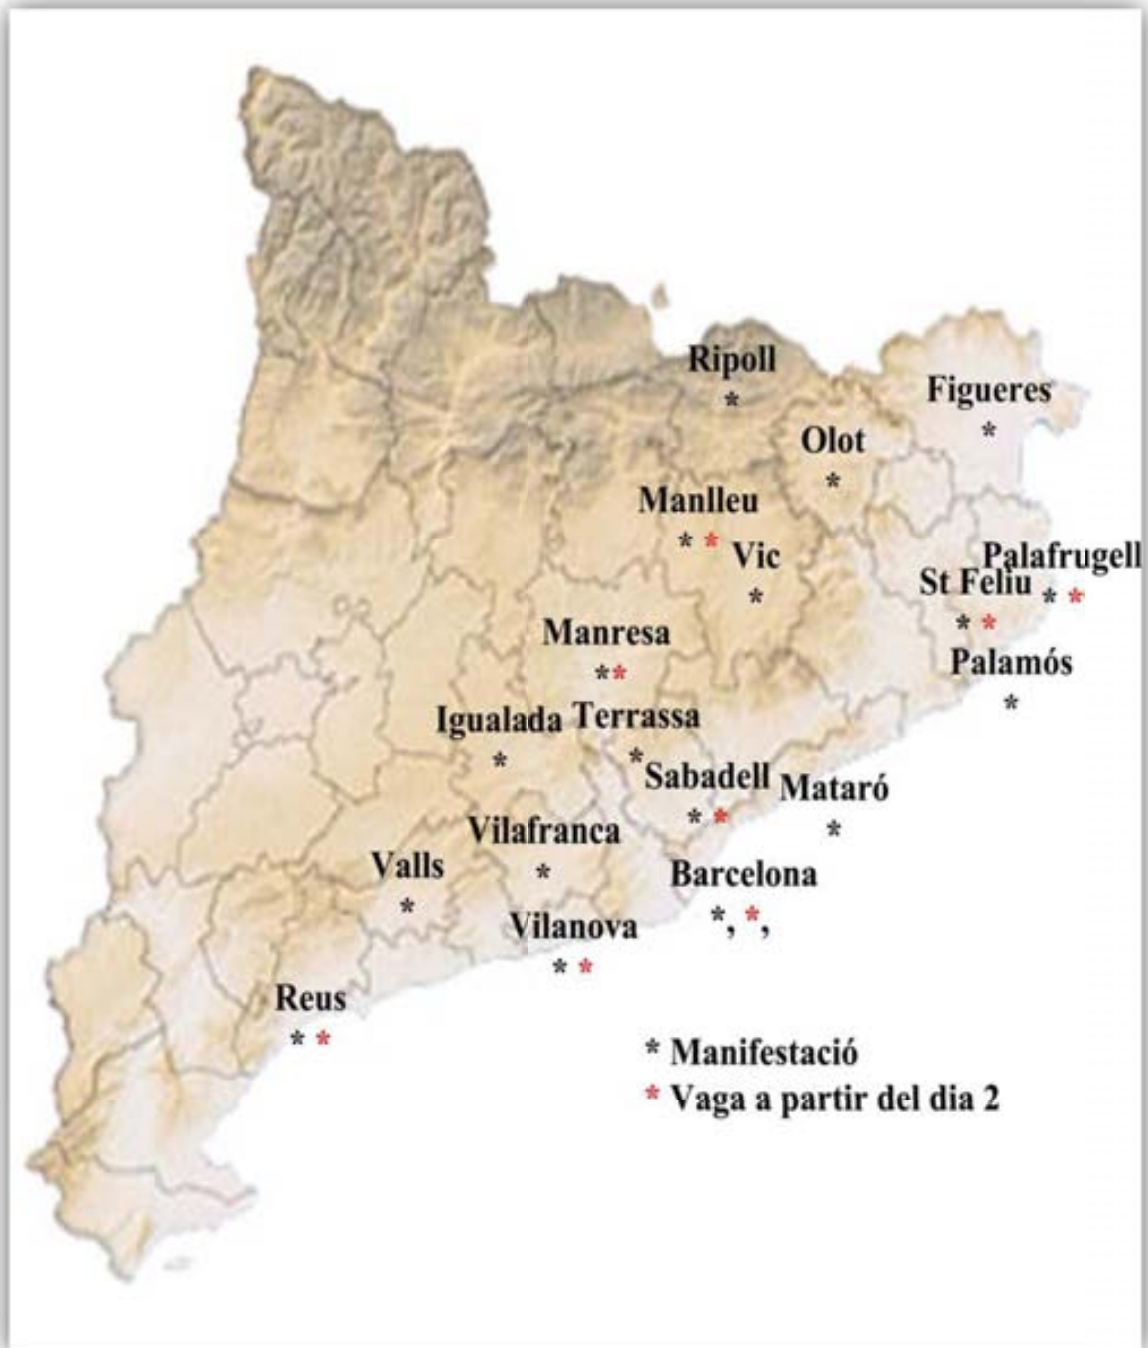 Ripoll
*
Figueres
*
Olot
*
Manlleu
* *
Vic
*
Palafrugell
* *
St Feliu
* *
Manresa
**
Palamós
*
Igualada
*
Terrassa
*
Sabadell
* *
Mataró
*
Vilafranca
*
Valls
*
Barcelona
*, *,
Vilanova
* *
Reus
* *
* Manifestació
* Vaga a partir del dia 2